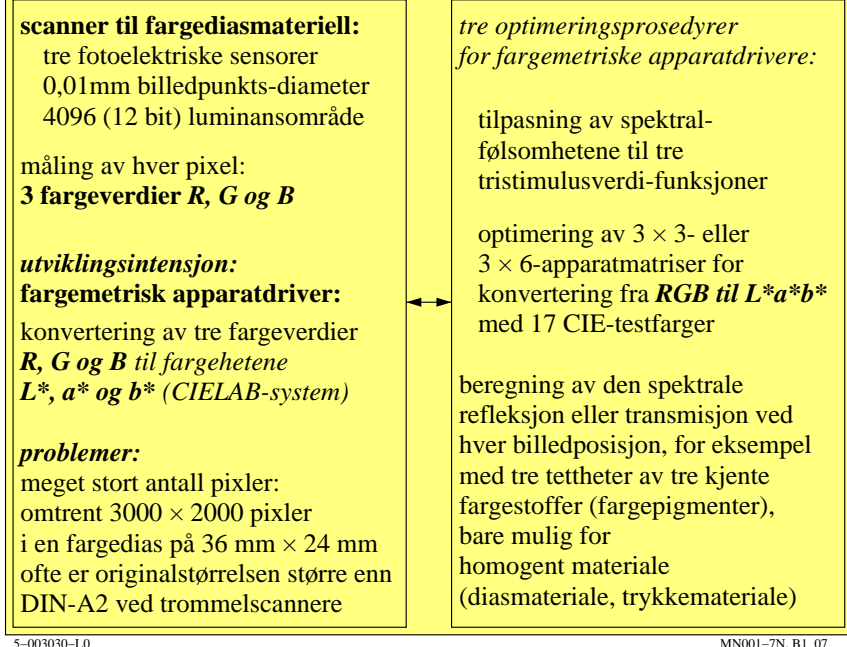 scanner til fargediasmateriell:
tre fotoelektriske sensorer
0,01mm billedpunkts-diameter
4096 (12 bit) luminansområde
måling av hver pixel:
3 fargeverdier R, G og B
utviklingsintensjon:
fargemetrisk apparatdriver:
konvertering av tre fargeverdier
R, G og B til fargehetene
L*, a* og b* (CIELAB-system)
problemer:
meget stort antall pixler:
omtrent 3000 × 2000 pixler
i en fargedias på 36 mm × 24 mm
ofte er originalstørrelsen større enn
DIN-A2 ved trommelscannere
tre optimeringsprosedyrer
for fargemetriske apparatdrivere:
tilpasning av spektral-
følsomhetene til tre
tristimulusverdi-funksjoner
optimering av 3 × 3- eller
3 × 6-apparatmatriser for
konvertering fra RGB til L*a*b*
med 17 CIE-testfarger
beregning av den spektrale
refleksjon eller transmisjon ved
hver billedposisjon, for eksempel
med tre tettheter av tre kjente
fargestoffer (fargepigmenter),
bare mulig for
homogent materiale
(diasmateriale, trykkemateriale)
5-003030-L0
MN001-7N, B1_07